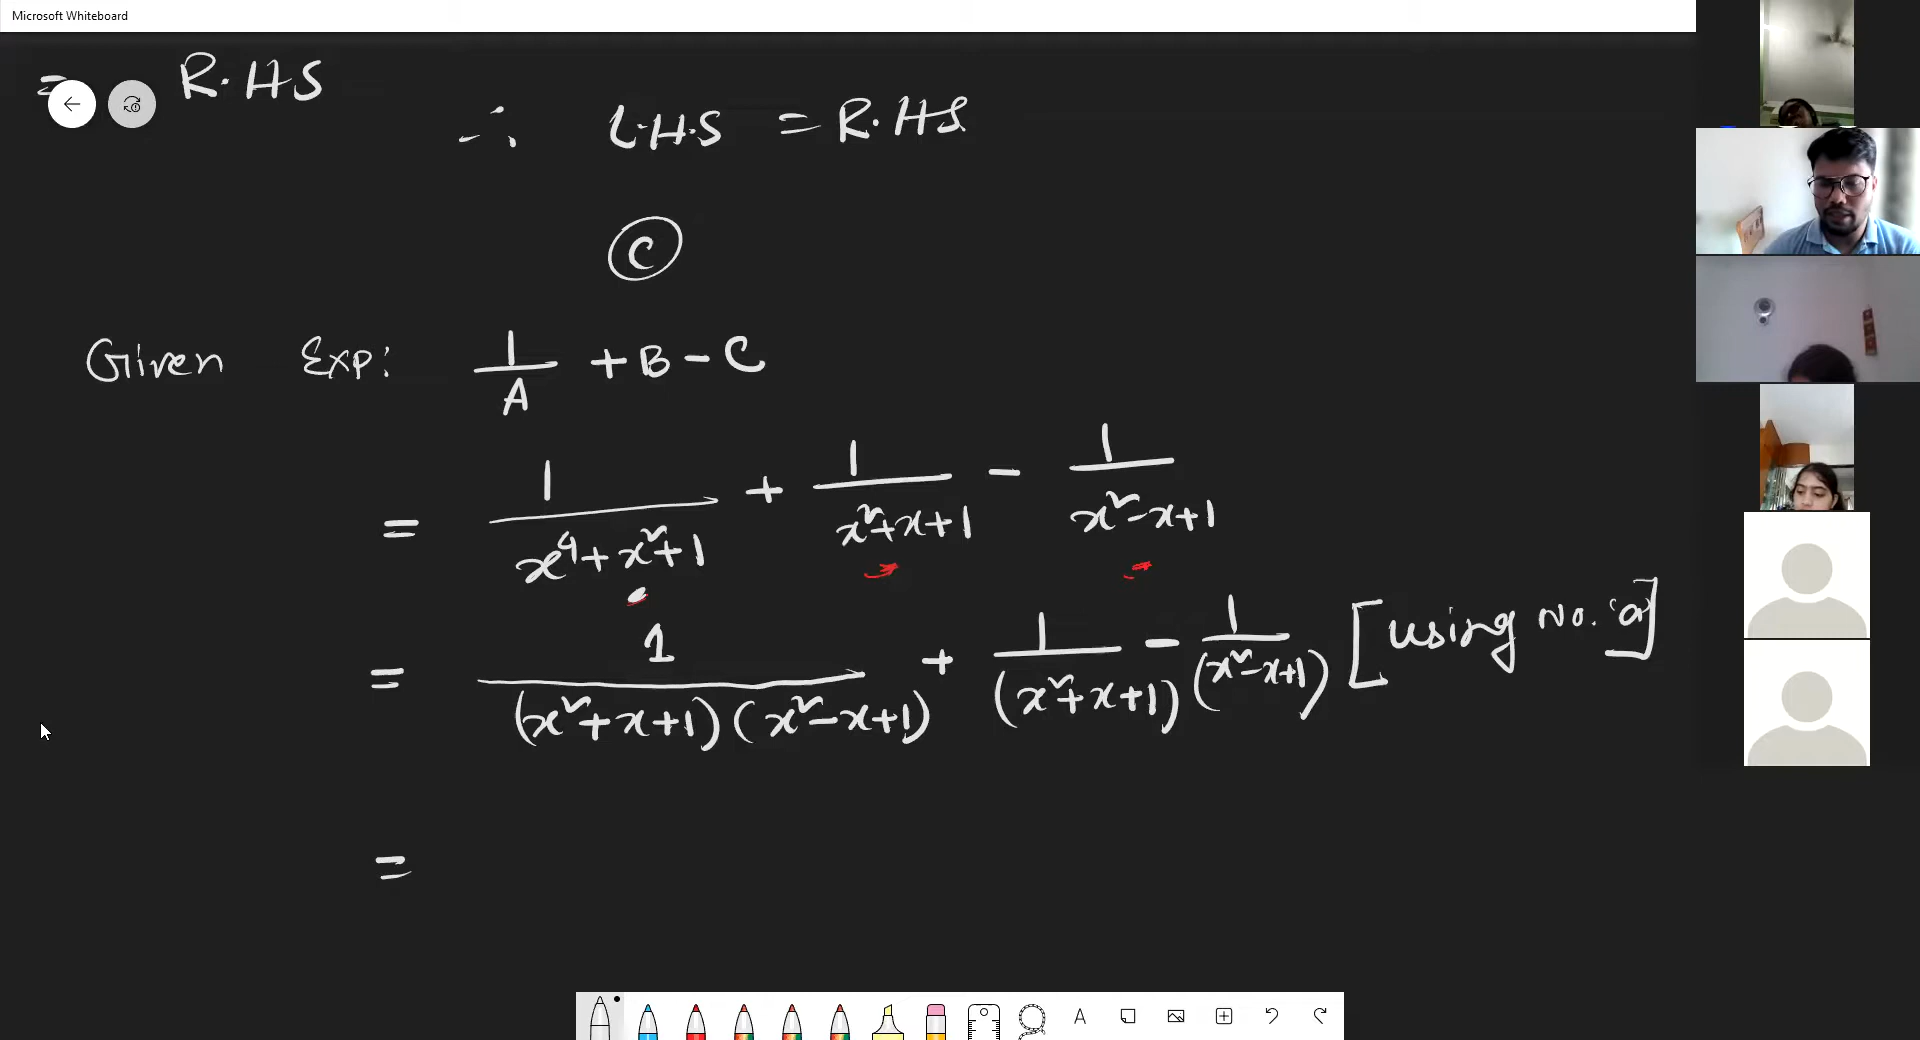 Microsoft Whiteboard
= R.HS
∴ L.H.S = R.HS
C
Given Exp: 1/A + B - C
= 1/(x⁴+x²+1) + 1/(x²+x+1) - 1/(x²-x+1)
= 1/((x²+x+1)(x²-x+1)) + 1/(x²+x+1) - 1/(x²-x+1) [using No. 'a']
=
A